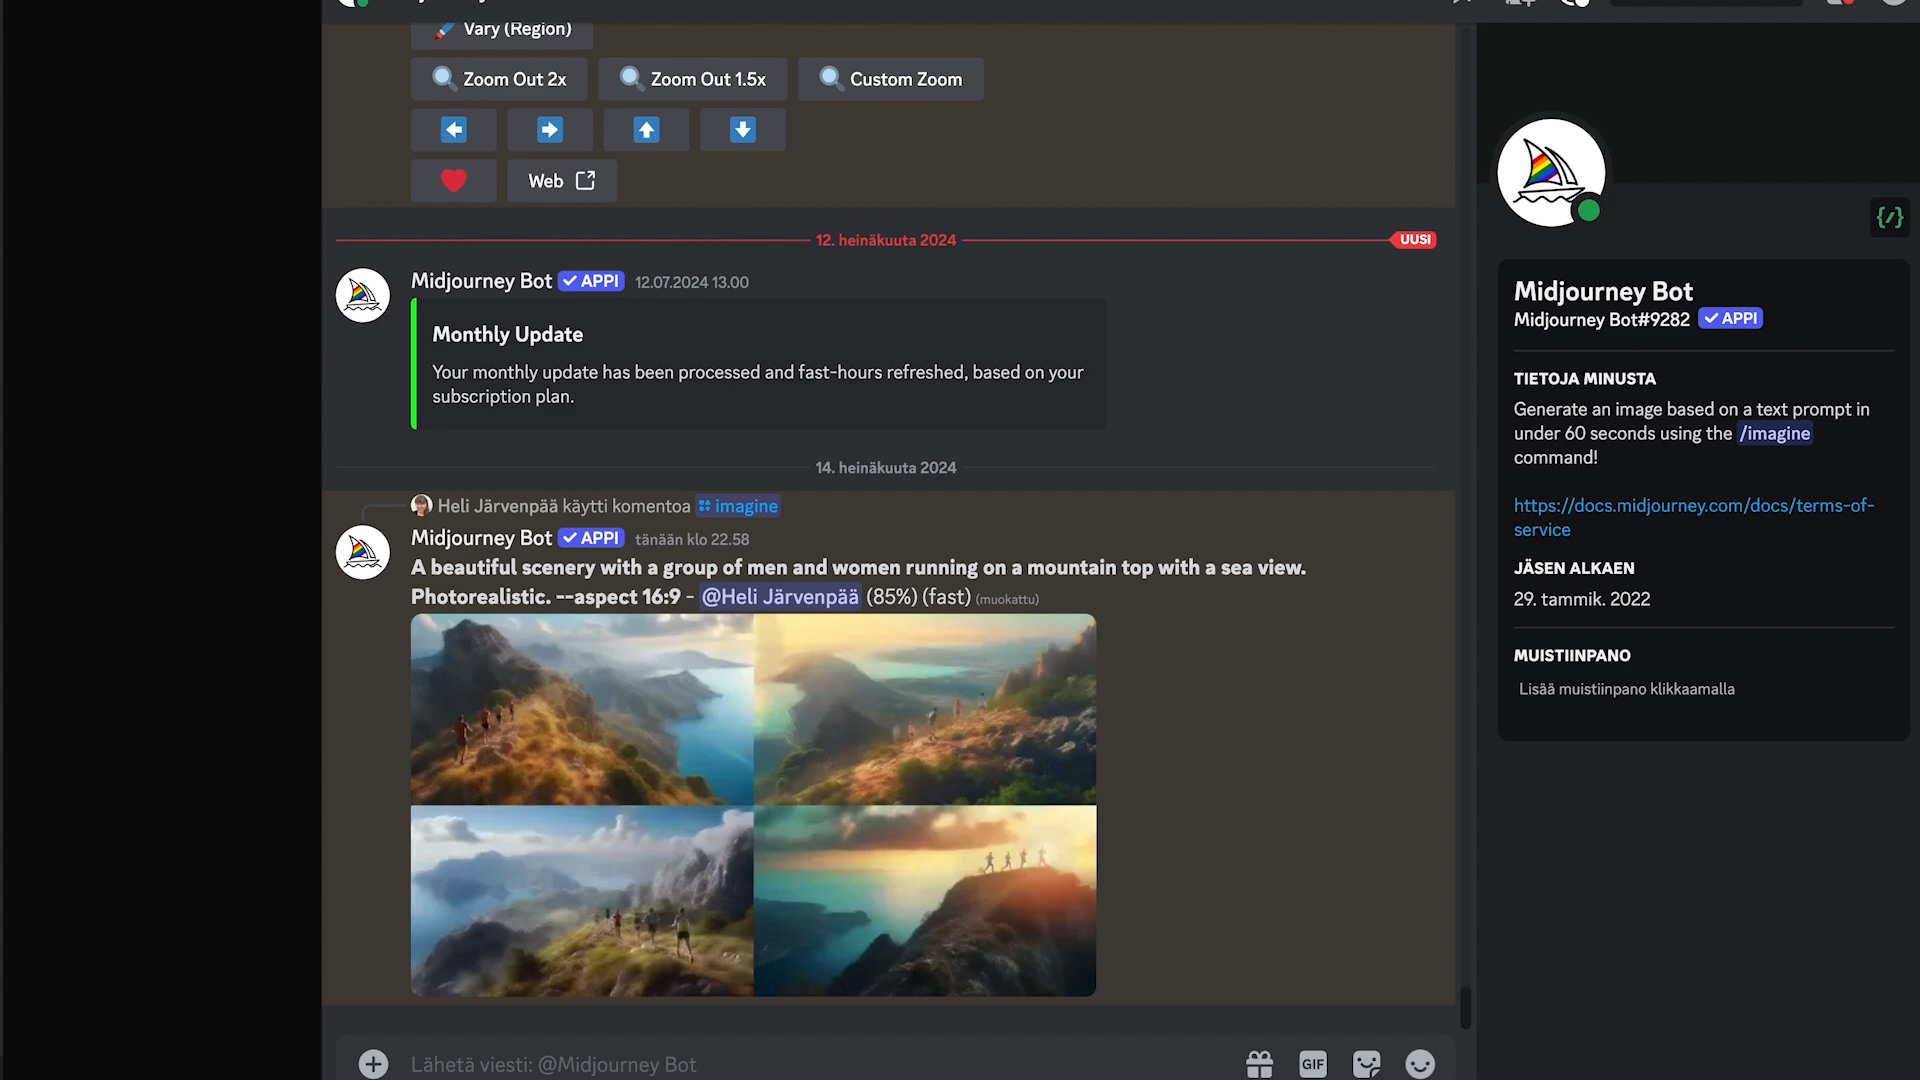 Vary (Region)
Zoom Out 2x
Zoom Out 1.5x
Custom Zoom
Web
12. heinäkuuta 2024
UUSI
Midjourney Bot APPI 12.07.2024 13.00
Monthly Update
Your monthly update has been processed and fast-hours refreshed, based on your
subscription plan.
14. heinäkuuta 2024
Heli Järvenpää käytti komentoa imagine
Midjourney Bot APPI tänään klo 22.58
A beautiful scenery with a group of men and women running on a mountain top with a sea view.
Photorealistic. --aspect 16:9 - @Heli Järvenpää (85%) (fast) (muokattu)
Lähetä viesti: @Midjourney Bot
GIF
{/}
Midjourney Bot
Midjourney Bot#9282 APPI
TIETOJA MINUSTA
Generate an image based on a text prompt in
under 60 seconds using the /imagine
command!
https://docs.midjourney.com/docs/terms-of-
service
JÄSEN ALKAEN
29. tammik. 2022
MUISTIINPANO
Lisää muistiinpano klikkaamalla